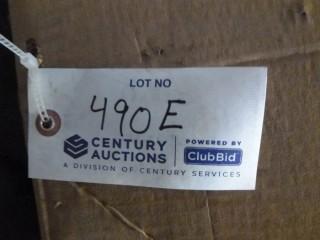 LOT NO
490E
CENTURY AUCTIONS
POWERED BY
ClubBid
A DIVISION OF CENTURY SERVICES